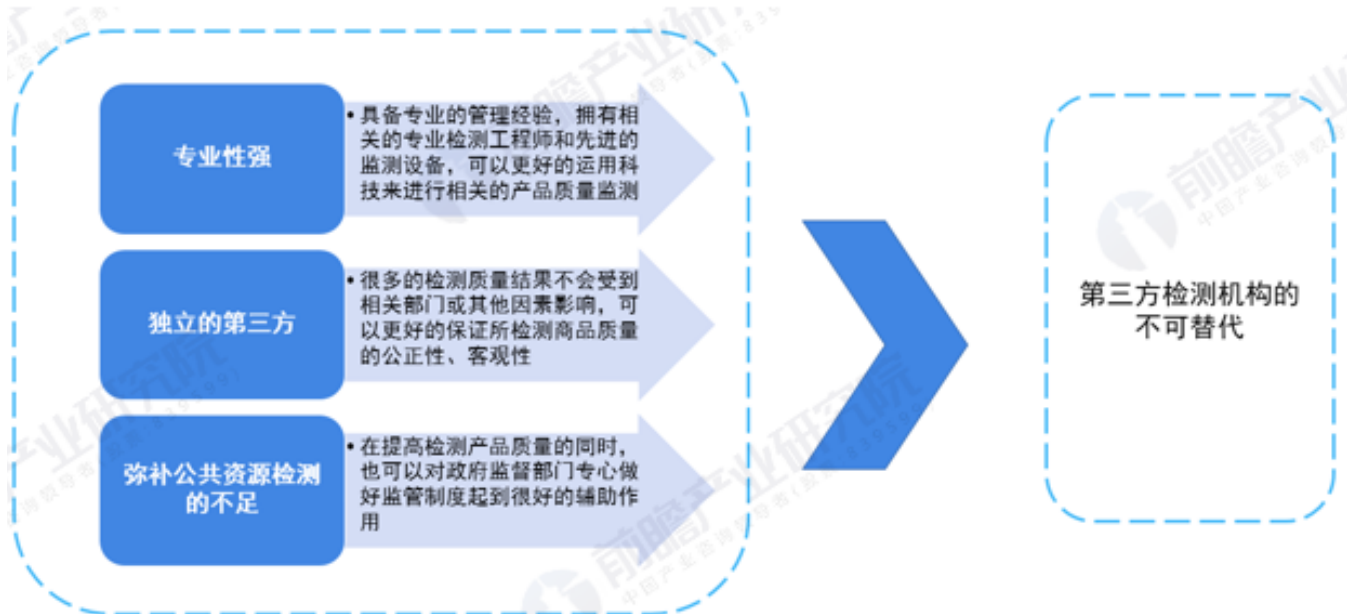 专业性强
• 具备专业的管理经验，拥有相
关的专业检测工程师和先进的
监测设备，可以更好的运用科
技来进行相关的产品质量监测
独立的第三方
• 很多的检测质量结果不会受到
相关部门或其他因素影响，可
以更好的保证所检测商品质量
的公正性、客观性
弥补公共资源检测
的不足
• 在提高检测产品质量的同时，
也可以对政府监督部门专心做
好监管制度起到很好的辅助作
用
第三方检测机构的
不可替代
前瞻产业研究院